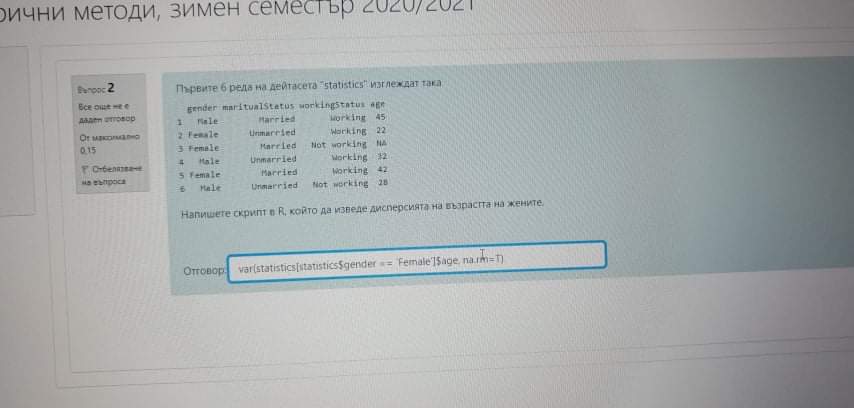 рични методи, зимен семестър 2020/2021
Въпрос 2
Все още не е
даден отговор
От максимално
0,15
Отбелязване
на въпроса
Първите 6 реда на дейтасета "statistics" изглеждат така
gender maritualStatus workingStatus age
1 Male Married Working 45
2 Female Unmarried Working 22
3 Female Married Not working NA
4 Male Unmarried Working 32
5 Female Married Working 42
6 Male Unmarried Not working 28
Напишете скрипт в R, който да изведе дисперсията на възрастта на жените.
Отговор: var(statistics[statistics$gender == 'Female']$age, na.rm=T)